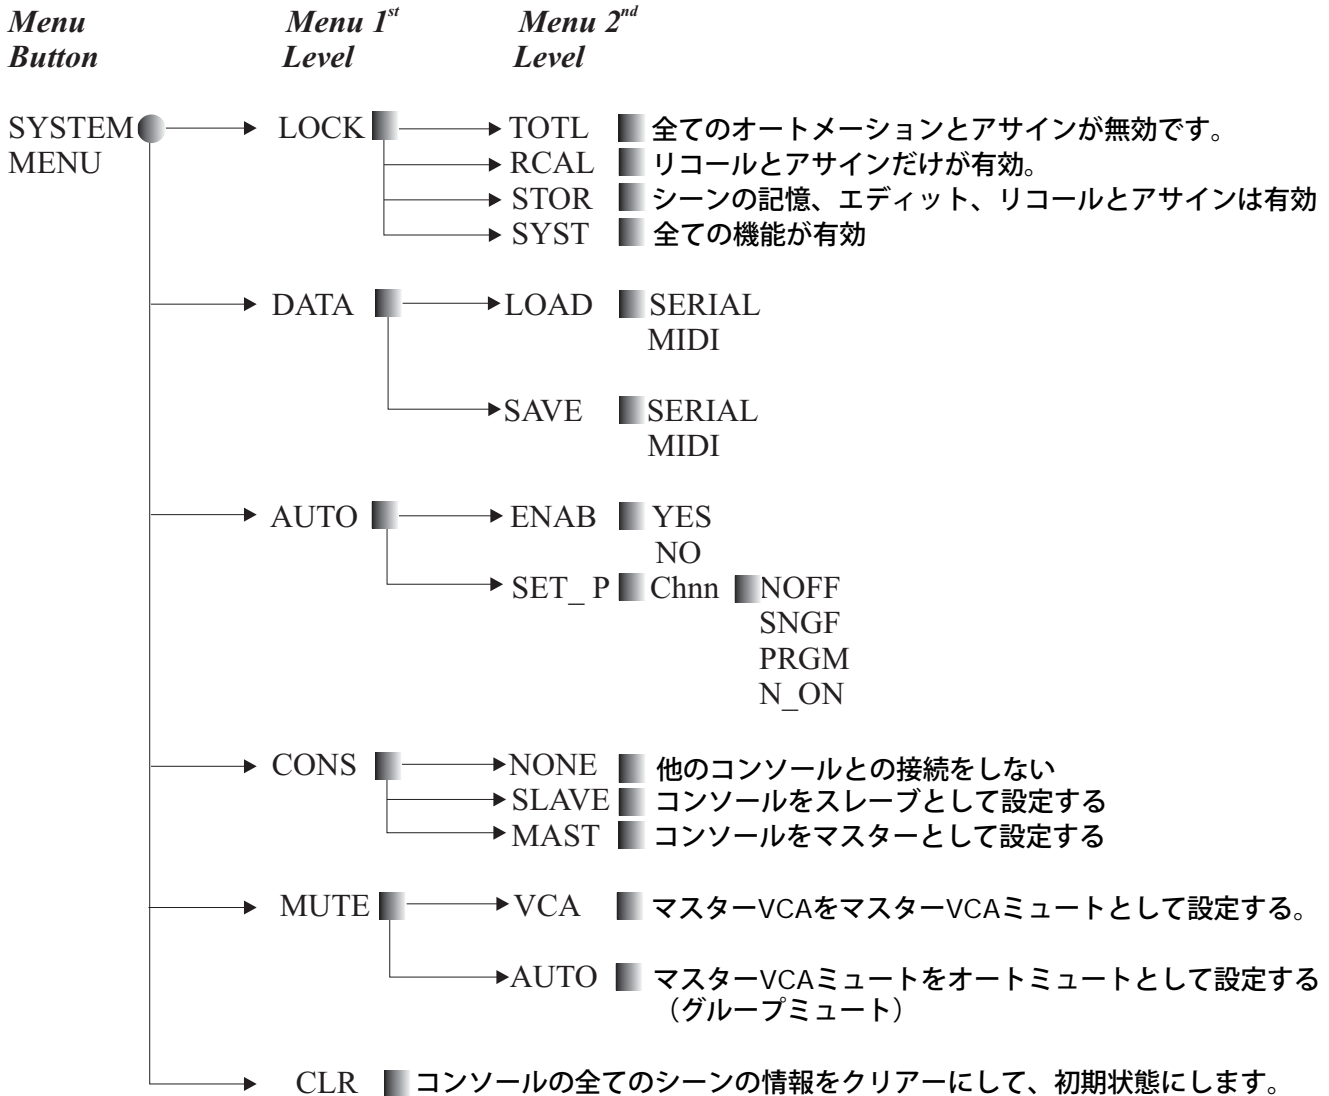 Menu Menu 1st Menu 2nd
Button Level Level
SYSTEM LOCK TOTL 全てのオートメーションとアサインが無効です。
MENU RCAL リコールとアサインだけが有効。
STOR シーンの記憶、エディット、リコールとアサインは有効
SYST 全ての機能が有効
DATA LOAD SERIAL
MIDI
SAVE SERIAL
MIDI
AUTO ENAB YES
NO
SET_ P Chnn NOFF
SNGF
PRGM
N_ON
CONS NONE 他のコンソールとの接続をしない
SLAVE コンソールをスレーブとして設定する
MAST コンソールをマスターとして設定する
MUTE VCA マスターVCAをマスターVCAミュートとして設定する。
AUTO マスターVCAミュートをオートミュートとして設定する
（グループミュート）
CLR コンソールの全てのシーンの情報をクリアーにして、初期状態にします。